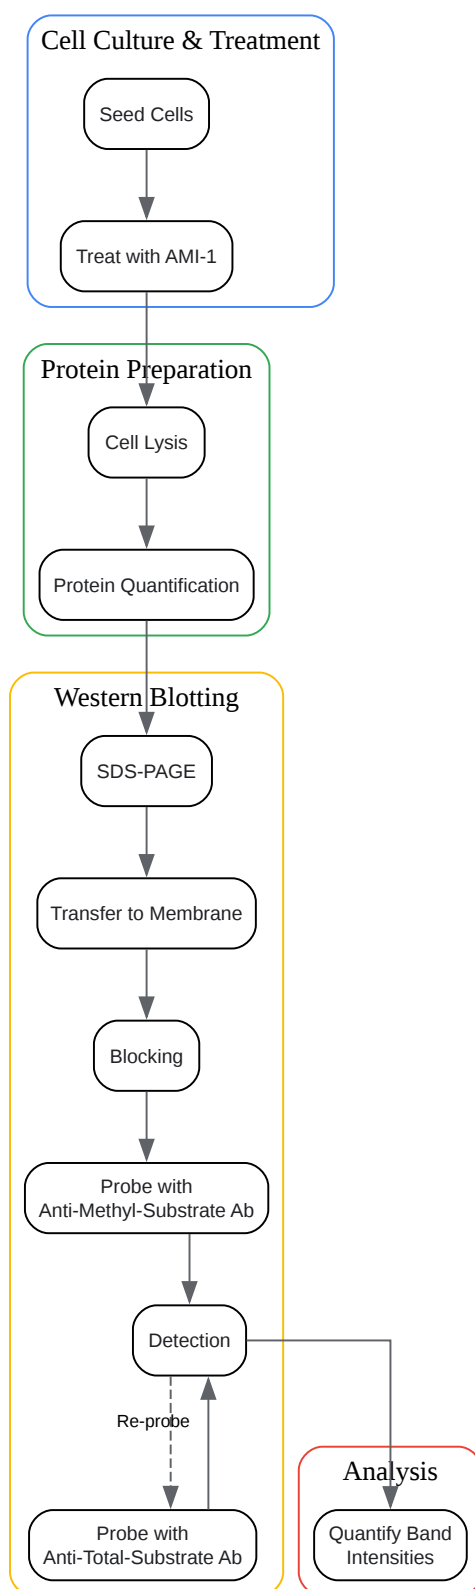 Cell Culture & Treatment
Seed Cells
Treat with AMI-1
Protein Preparation
Cell Lysis
Protein Quantification
Western Blotting
SDS-PAGE
Transfer to Membrane
Blocking
Probe with
Anti-Methyl-Substrate Ab
Detection
Re-probe
Analysis
Probe with
Anti-Total-Substrate Ab
Quantify Band
Intensities